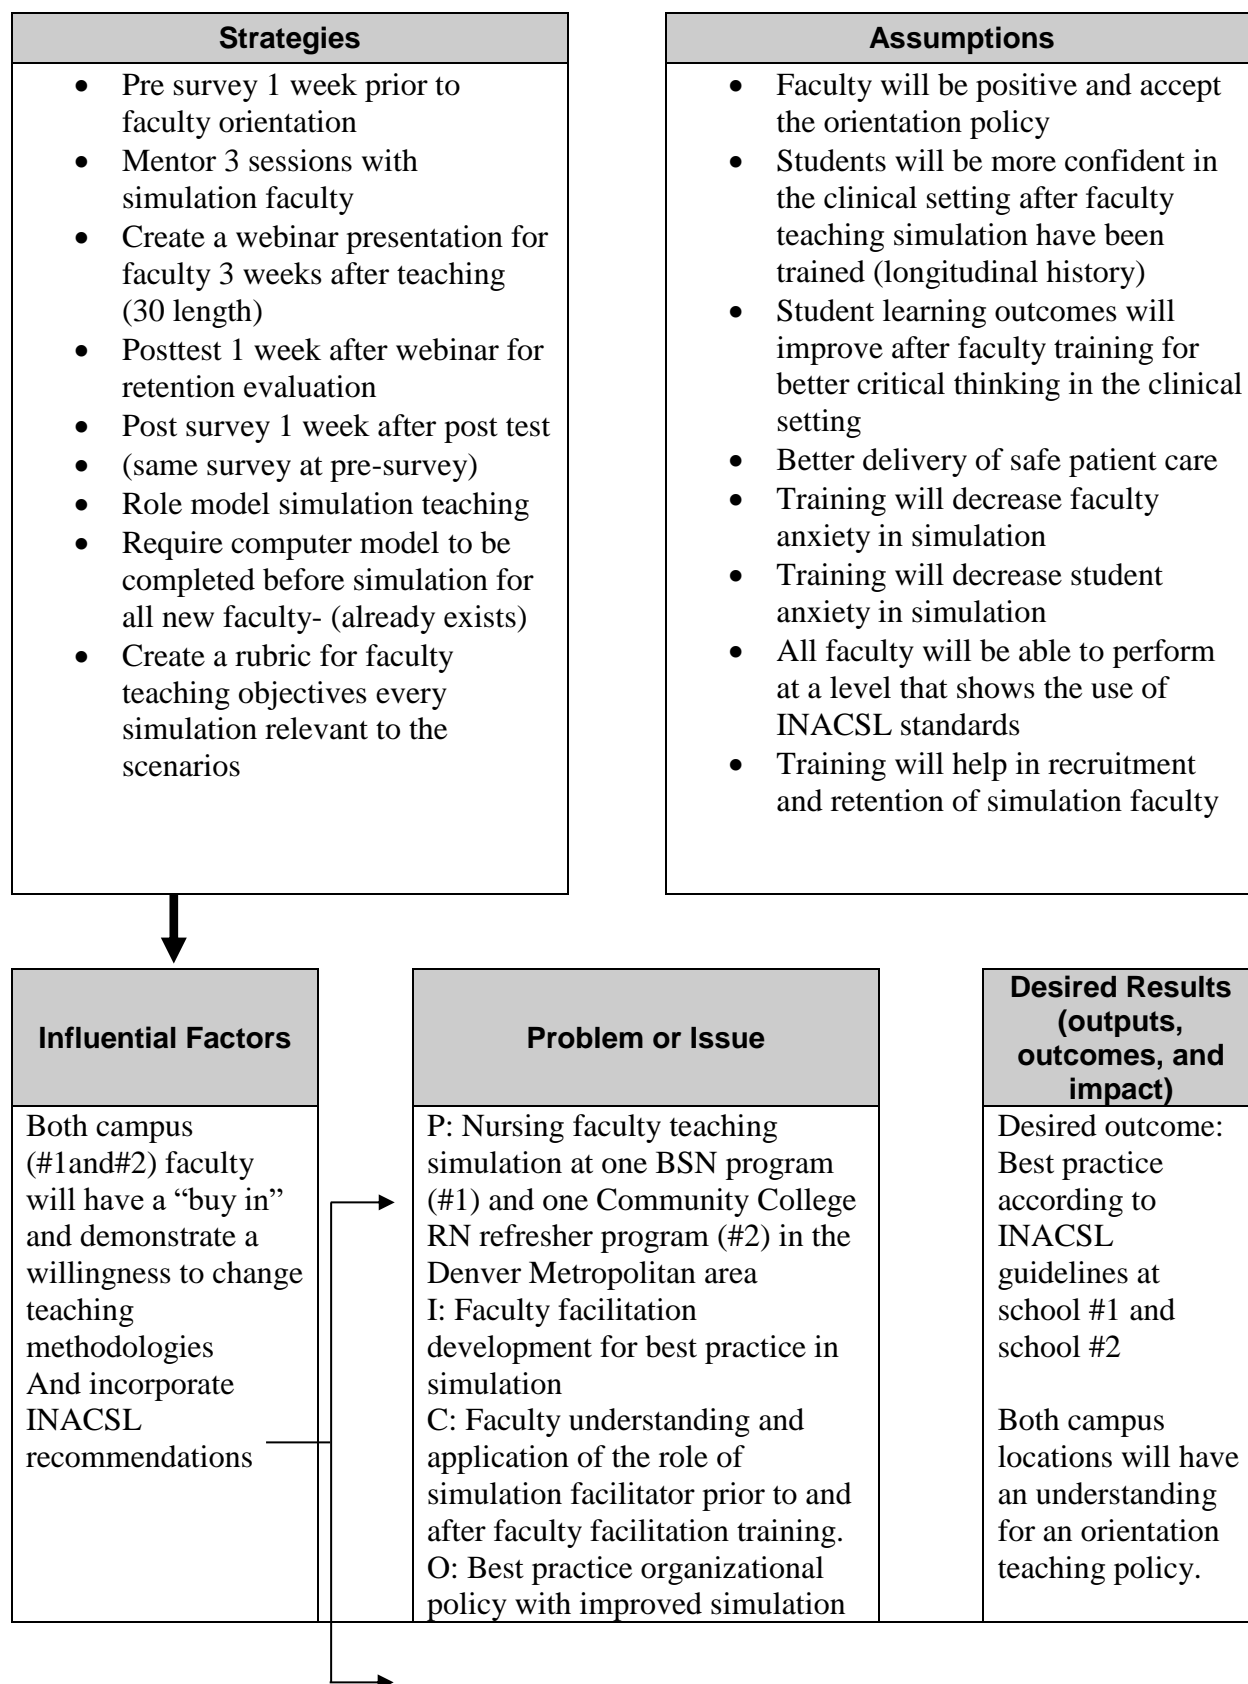 Strategies
• Pre survey 1 week prior to
faculty orientation
• Mentor 3 sessions with
simulation faculty
• Create a webinar presentation for
faculty 3 weeks after teaching
(30 length)
• Posttest 1 week after webinar for
retention evaluation
• Post survey 1 week after post test
• (same survey at pre-survey)
• Role model simulation teaching
• Require computer model to be
completed before simulation for
all new faculty- (already exists)
• Create a rubric for faculty
teaching objectives every
simulation relevant to the
scenarios
Assumptions
• Faculty will be positive and accept
the orientation policy
• Students will be more confident in
the clinical setting after faculty
teaching simulation have been
trained (longitudinal history)
• Student learning outcomes will
improve after faculty training for
better critical thinking in the clinical
setting
• Better delivery of safe patient care
• Training will decrease faculty
anxiety in simulation
• Training will decrease student
anxiety in simulation
• All faculty will be able to perform
at a level that shows the use of
INACSL standards
• Training will help in recruitment
and retention of simulation faculty
Influential Factors
Both campus
(#1and#2) faculty
will have a “buy in”
and demonstrate a
willingness to change
teaching
methodologies
And incorporate
INACSL
recommendations
Problem or Issue
P: Nursing faculty teaching
simulation at one BSN program
(#1) and one Community College
RN refresher program (#2) in the
Denver Metropolitan area
I: Faculty facilitation
development for best practice in
simulation
C: Faculty understanding and
application of the role of
simulation facilitator prior to and
after faculty facilitation training.
O: Best practice organizational
policy with improved simulation
Desired Results
(outputs,
outcomes, and
impact)
Desired outcome:
Best practice
according to
INACSL
guidelines at
school #1 and
school #2
Both campus
locations will have
an understanding
for an orientation
teaching policy.